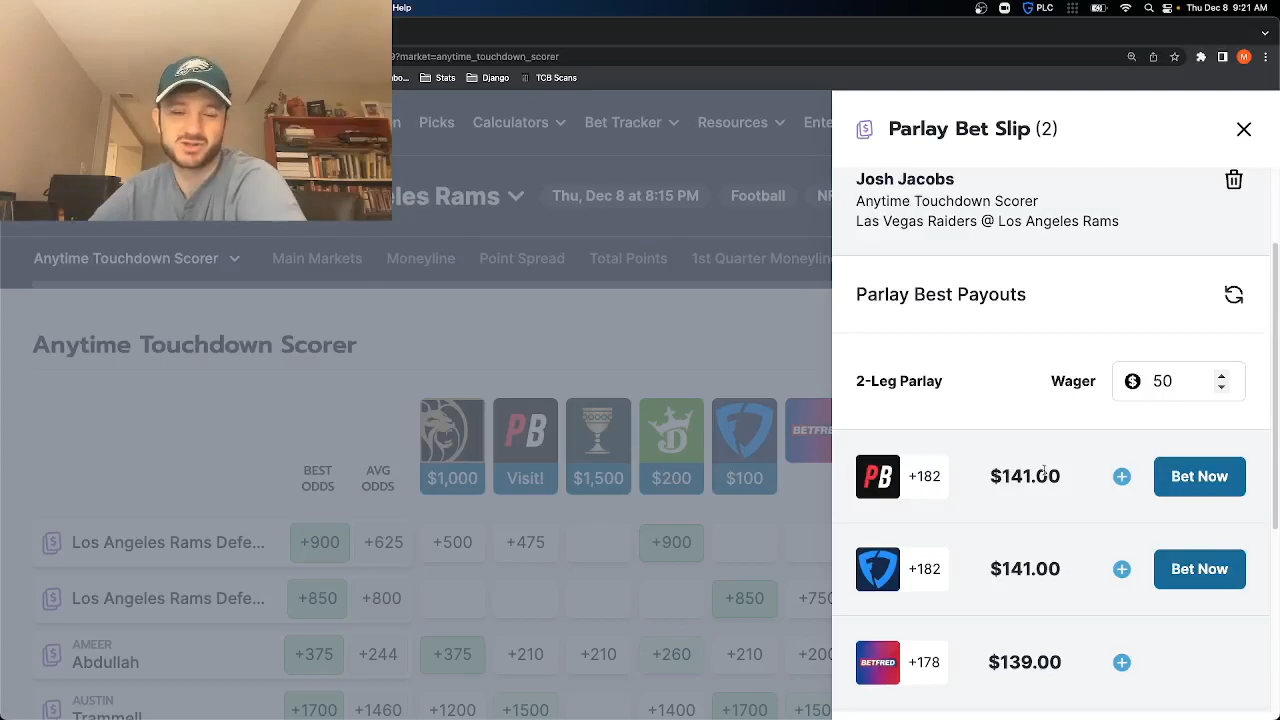 Help
PLC
Thu Dec 8 9:21 AM
9?market=anytime_touchdown_scorer
M
bo... Stats Django TCB Scans
n Picks Calculators Bet Tracker Resources Ente
eles Rams Thu, Dec 8 at 8:15 PM Football NF
Anytime Touchdown Scorer Main Markets Moneyline Point Spread Total Points 1st Quarter Moneylin
Anytime Touchdown Scorer
BEST ODDS AVG ODDS
PB BETFRED
$1,000 Visit! $1,500 $200 $100
Los Angeles Rams Defe... +900 +625 +500 +475 +900
Los Angeles Rams Defe... +850 +800 +850 +750
AMEER
Abdullah +375 +244 +375 +210 +210 +260 +210 +200
AUSTIN
Trammell +1700 +1460 +1200 +1500 +1400 +1700 +150
Parlay Bet Slip (2)
Josh Jacobs
Anytime Touchdown Scorer
Las Vegas Raiders @ Los Angeles Rams
Parlay Best Payouts
2-Leg Parlay Wager $ 50
PB +182 $141.00 Bet Now
+182 $141.00 Bet Now
BETFRED +178 $139.00